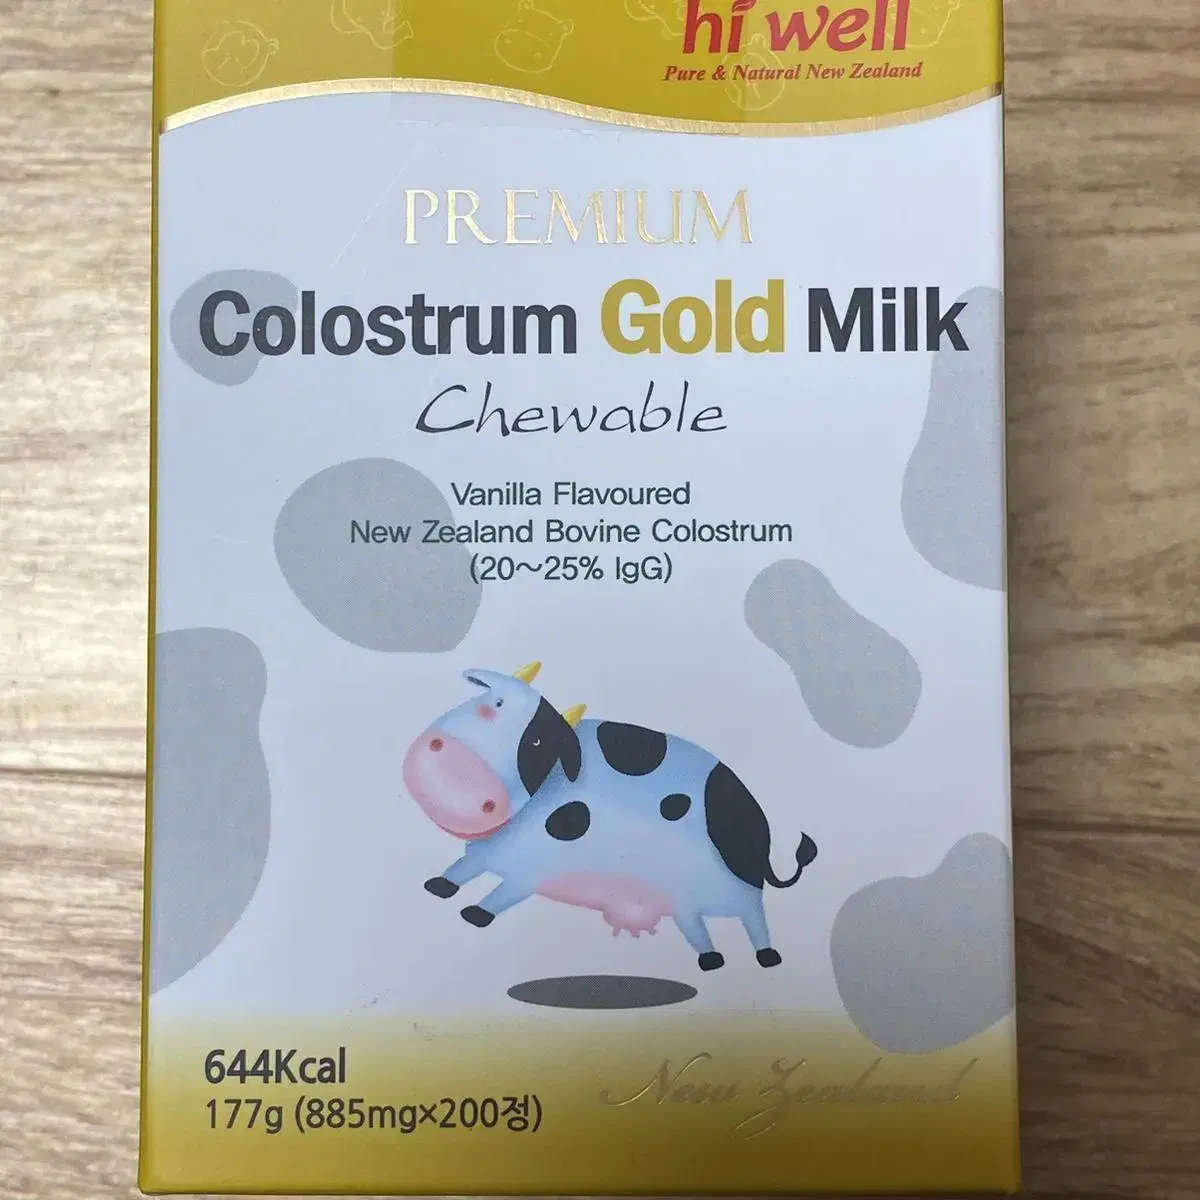 hi well
Pure & Natural New Zealand
PREMIUM
Colostrum Gold Milk
Chewable
Vanilla Flavoured
New Zealand Bovine Colostrum
(20~25% IgG)
644Kcal
177g (885mg×200정)
New Zealand